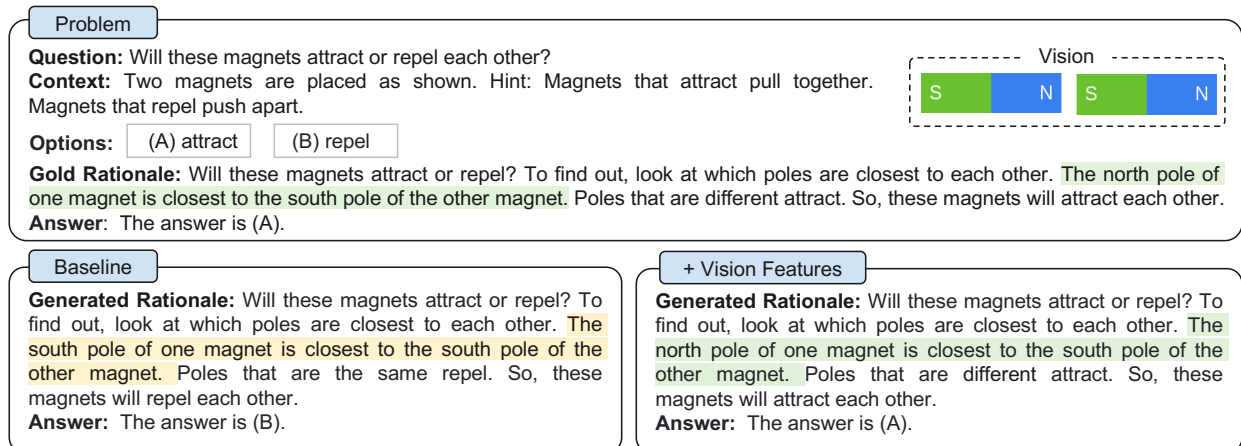 Problem
Question: Will these magnets attract or repel each other?
Context: Two magnets are placed as shown. Hint: Magnets that attract pull together.
Magnets that repel push apart.
Vision
S N S N
Options: (A) attract (B) repel
Gold Rationale: Will these magnets attract or repel? To find out, look at which poles are closest to each other. The north pole of
one magnet is closest to the south pole of the other magnet. Poles that are different attract. So, these magnets will attract each other.
Answer: The answer is (A).
Baseline
Generated Rationale: Will these magnets attract or repel? To
find out, look at which poles are closest to each other. The
south pole of one magnet is closest to the south pole of the
other magnet. Poles that are the same repel. So, these
magnets will repel each other.
Answer: The answer is (B).
+ Vision Features
Generated Rationale: Will these magnets attract or repel? To
find out, look at which poles are closest to each other. The
north pole of one magnet is closest to the south pole of the
other magnet. Poles that are different attract. So, these
magnets will attract each other.
Answer: The answer is (A).